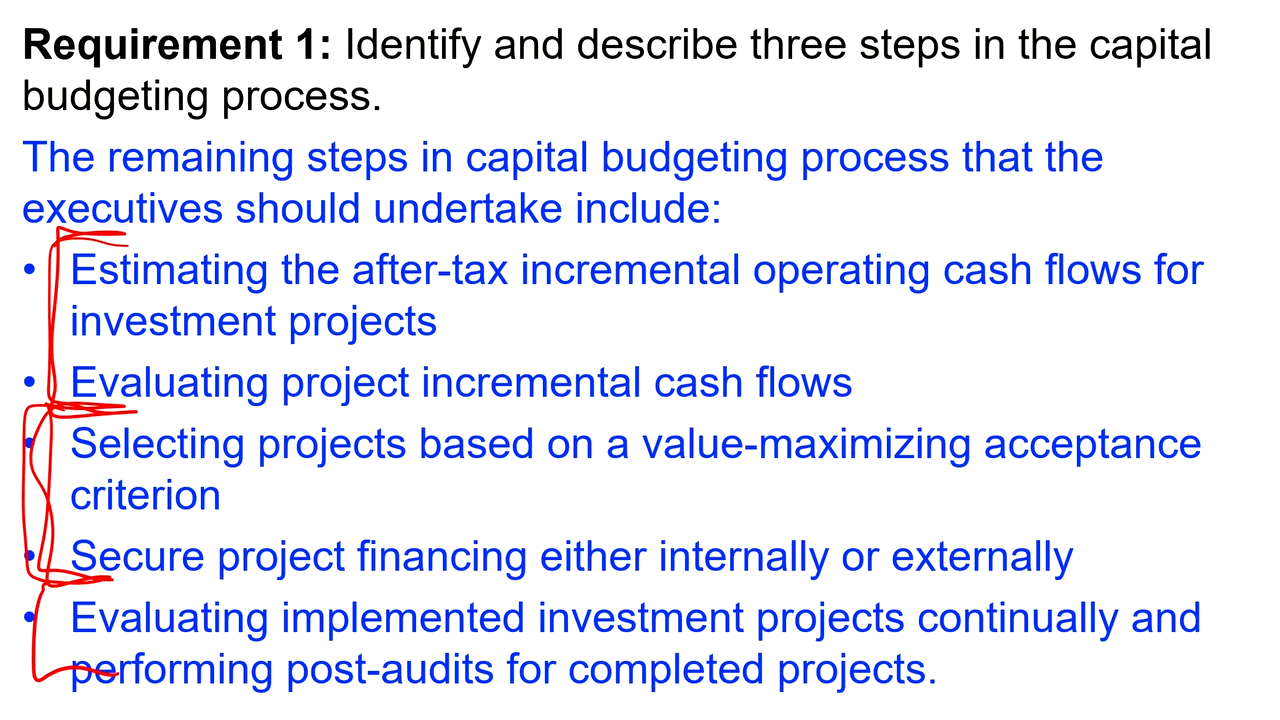 Requirement 1: Identify and describe three steps in the capital
budgeting process.
The remaining steps in capital budgeting process that the
executives should undertake include:
• Estimating the after-tax incremental operating cash flows for
investment projects
• Evaluating project incremental cash flows
• Selecting projects based on a value-maximizing acceptance
criterion
• Secure project financing either internally or externally
• Evaluating implemented investment projects continually and
performing post-audits for completed projects.